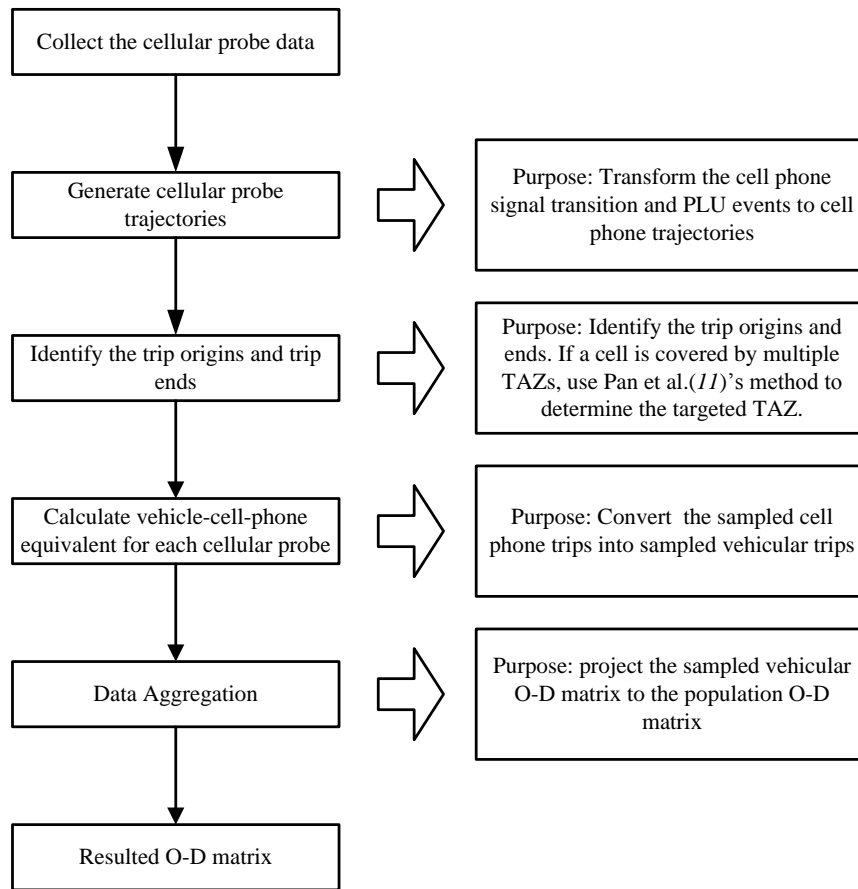 Collect the cellular probe data
Generate cellular probe
trajectories
Purpose: Transform the cell phone
signal transition and PLU events to cell
phone trajectories
Identify the trip origins and trip
ends
Purpose: Identify the trip origins and
ends. If a cell is covered by multiple
TAZs, use Pan et al.(11)’s method to
determine the targeted TAZ.
Calculate vehicle-cell-phone
equivalent for each cellular probe
Purpose: Convert the sampled cell
phone trips into sampled vehicular trips
Data Aggregation
Purpose: project the sampled vehicular
O-D matrix to the population O-D
matrix
Resulted O-D matrix